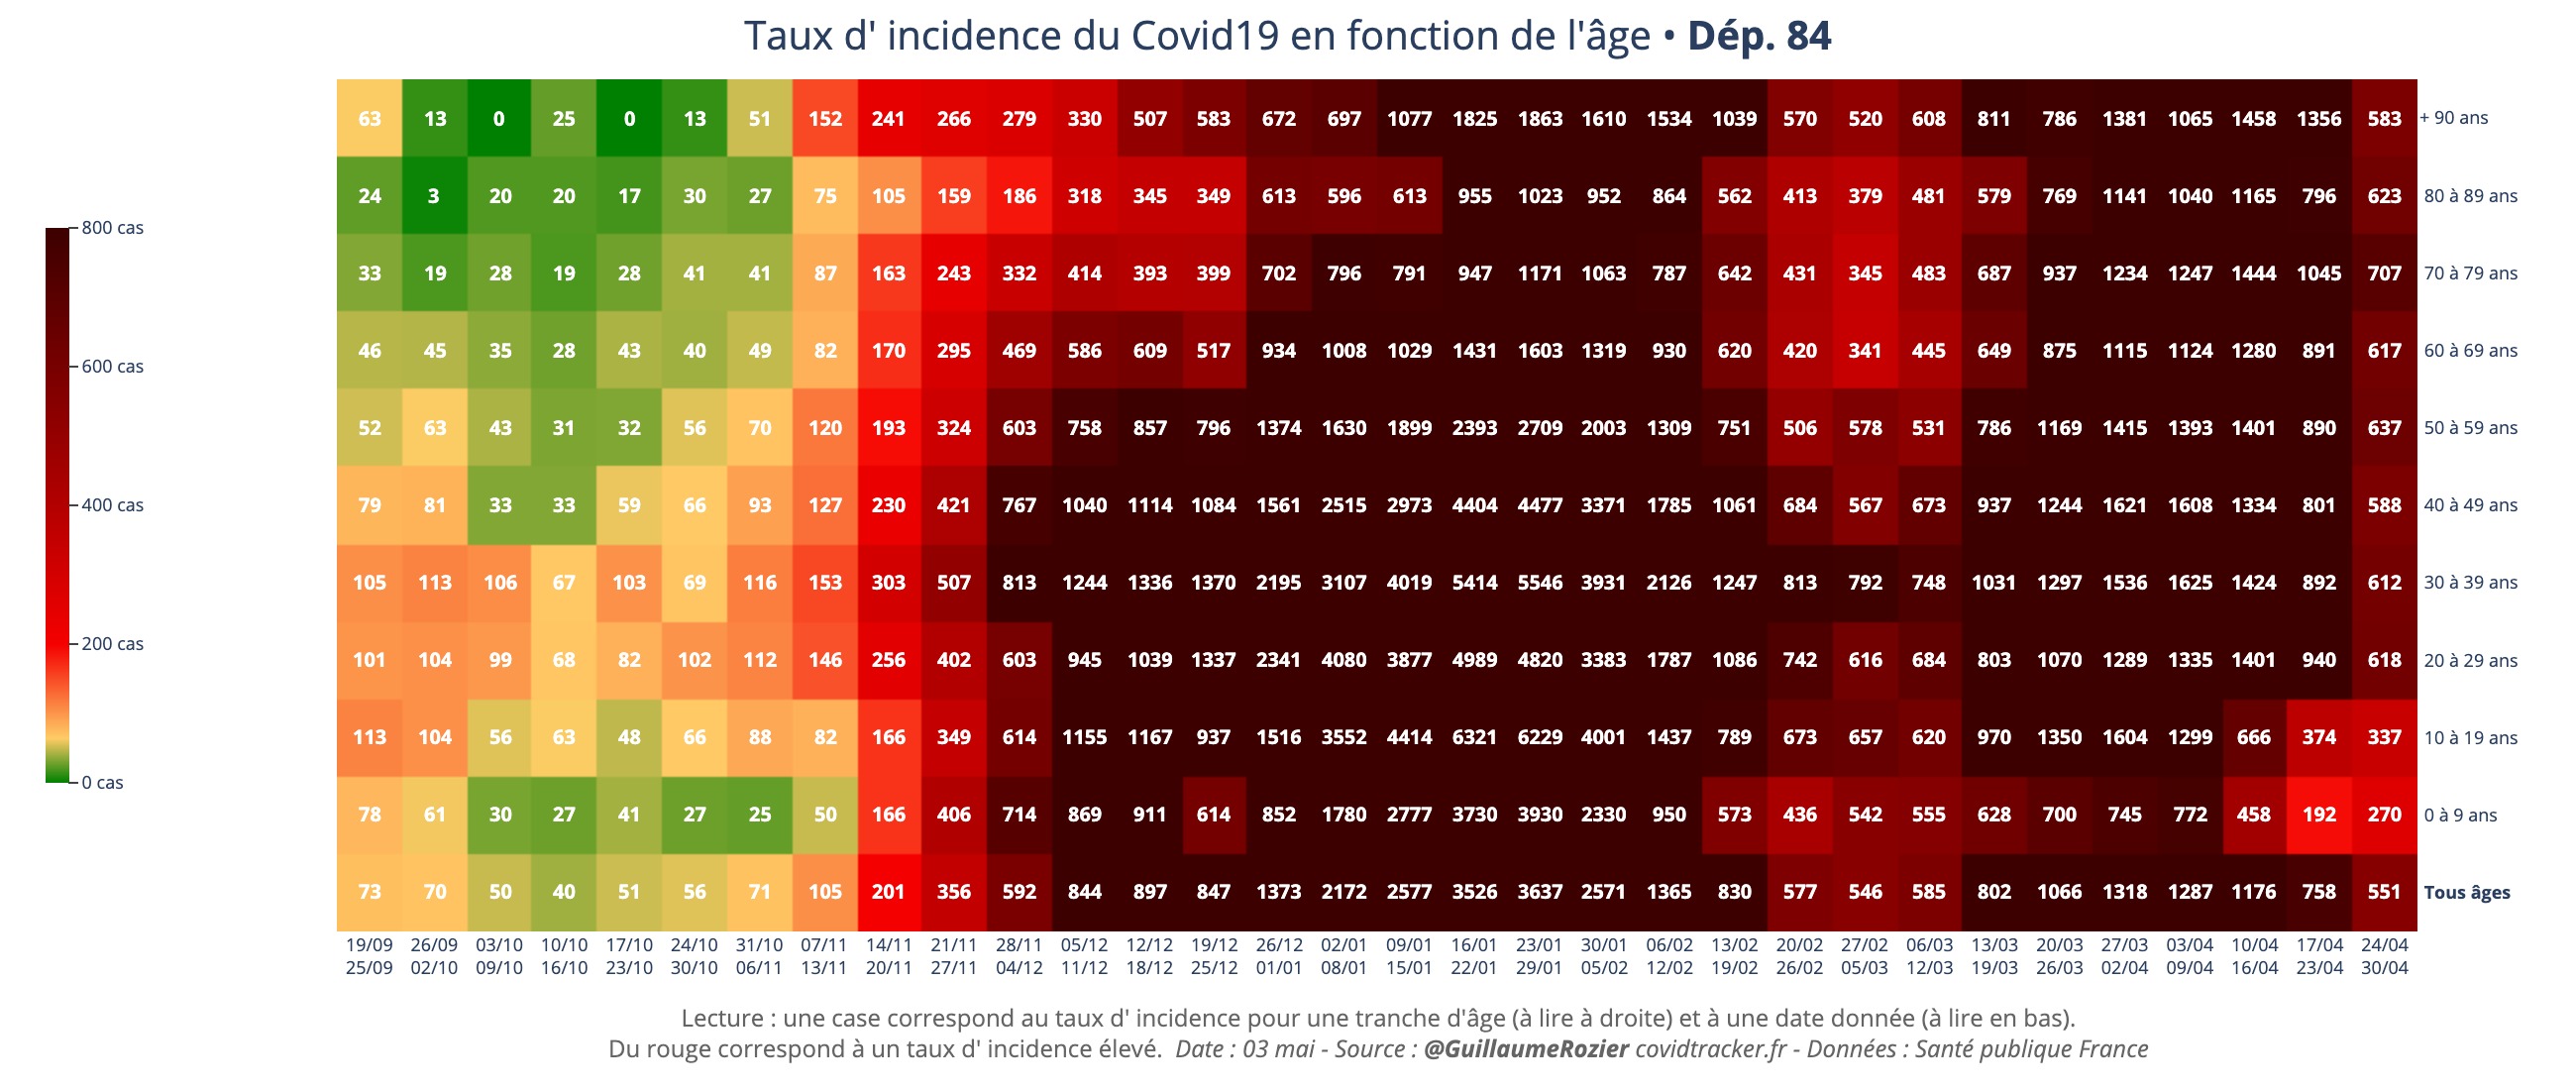 Taux d' incidence du Covid19 en fonction de l'âge • Dép. 84
800 cas
600 cas
400 cas
200 cas
0 cas
63 13 0 25 0 13 51 152 241 266 279 330 507 583 672 697 1077 1825 1863 1610 1534 1039 570 520 608 811 786 1381 1065 1458 1356 583 + 90 ans
24 3 20 20 17 30 27 75 105 159 186 318 345 349 613 596 613 955 1023 952 864 562 413 379 481 579 769 1141 1040 1165 796 623 80 à 89 ans
33 19 28 19 28 41 41 87 163 243 332 414 393 399 702 796 791 947 1171 1063 787 642 431 345 483 687 937 1234 1247 1444 1045 707 70 à 79 ans
46 45 35 28 43 40 49 82 170 295 469 586 609 517 934 1008 1029 1431 1603 1319 930 620 420 341 445 649 875 1115 1124 1280 891 617 60 à 69 ans
52 63 43 31 32 56 70 120 193 324 603 758 857 796 1374 1630 1899 2393 2709 2003 1309 751 506 578 531 786 1169 1415 1393 1401 890 637 50 à 59 ans
79 81 33 33 59 66 93 127 230 421 767 1040 1114 1084 1561 2515 2973 4404 4477 3371 1785 1061 684 567 673 937 1244 1621 1608 1334 801 588 40 à 49 ans
105 113 106 67 103 69 116 153 303 507 813 1244 1336 1370 2195 3107 4019 5414 5546 3931 2126 1247 813 792 748 1031 1297 1536 1625 1424 892 612 30 à 39 ans
101 104 99 68 82 102 112 146 256 402 603 945 1039 1337 2341 4080 3877 4989 4820 3383 1787 1086 742 616 684 803 1070 1289 1335 1401 940 618 20 à 29 ans
113 104 56 63 48 66 88 82 166 349 614 1155 1167 937 1516 3552 4414 6321 6229 4001 1437 789 673 657 620 970 1350 1604 1299 666 374 337 10 à 19 ans
78 61 30 27 41 27 25 50 166 406 714 869 911 614 852 1780 2777 3730 3930 2330 950 573 436 542 555 628 700 745 772 458 192 270 0 à 9 ans
73 70 50 40 51 56 71 105 201 356 592 844 897 847 1373 2172 2577 3526 3637 2571 1365 830 577 546 585 802 1066 1318 1287 1176 758 551 Tous âges
19/09 26/09 03/10 10/10 17/10 24/10 31/10 07/11 14/11 21/11 28/11 05/12 12/12 19/12 26/12 02/01 09/01 16/01 23/01 30/01 06/02 13/02 20/02 27/02 06/03 13/03 20/03 27/03 03/04 10/04 17/04 24/04
25/09 02/10 09/10 16/10 23/10 30/10 06/11 13/11 20/11 27/11 04/12 11/12 18/12 25/12 01/01 08/01 15/01 22/01 29/01 05/02 12/02 19/02 26/02 05/03 12/03 19/03 26/03 02/04 09/04 16/04 23/04 30/04
Lecture : une case correspond au taux d' incidence pour une tranche d'âge (à lire à droite) et à une date donnée (à lire en bas).
Du rouge correspond à un taux d' incidence élevé. Date : 03 mai - Source : @GuillaumeRozier covidtracker.fr - Données : Santé publique France